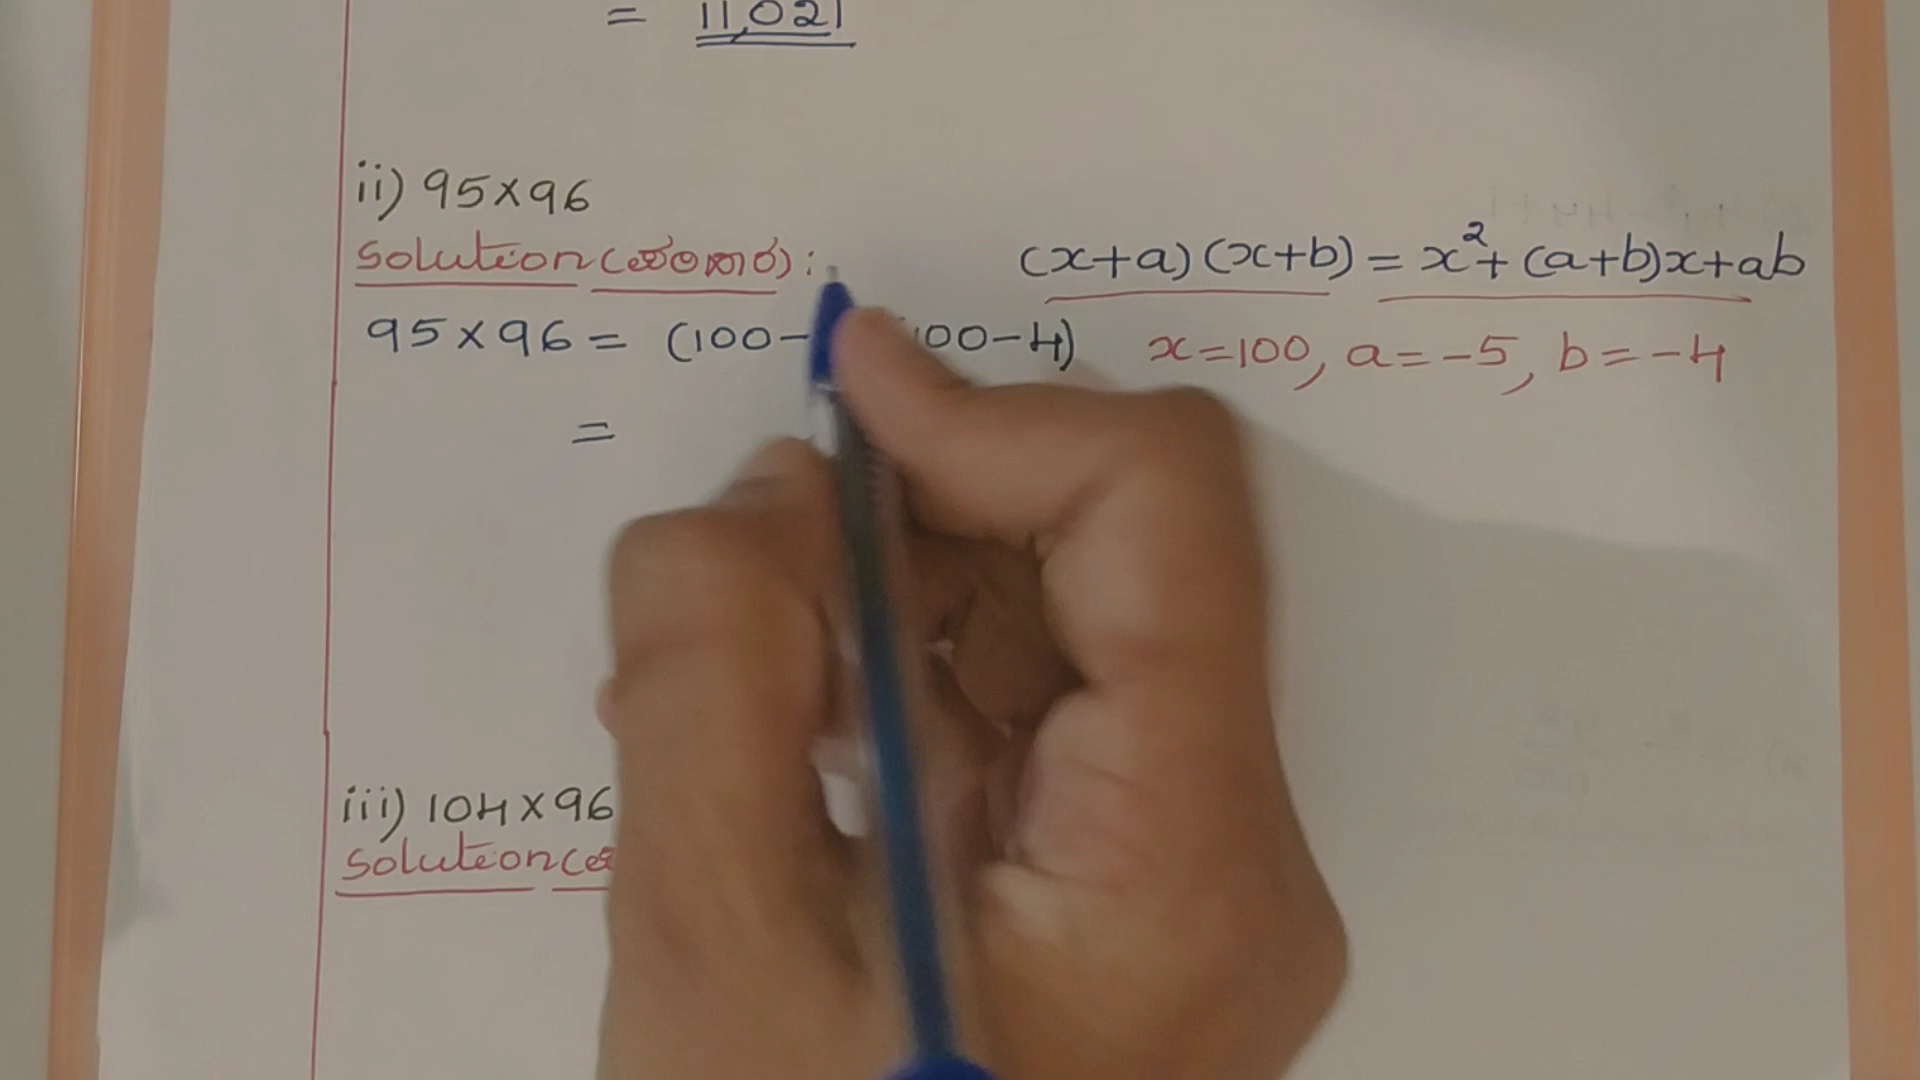 = 11,021
ii) 95×96
Solution (ಪರಿಹಾರ) :
(x+a) (x+b) = x²+ (a+b)x+ab
95×96 = (100- 100-4)
x=100, a=-5, b=-4
=
iii) 104×96
Solution